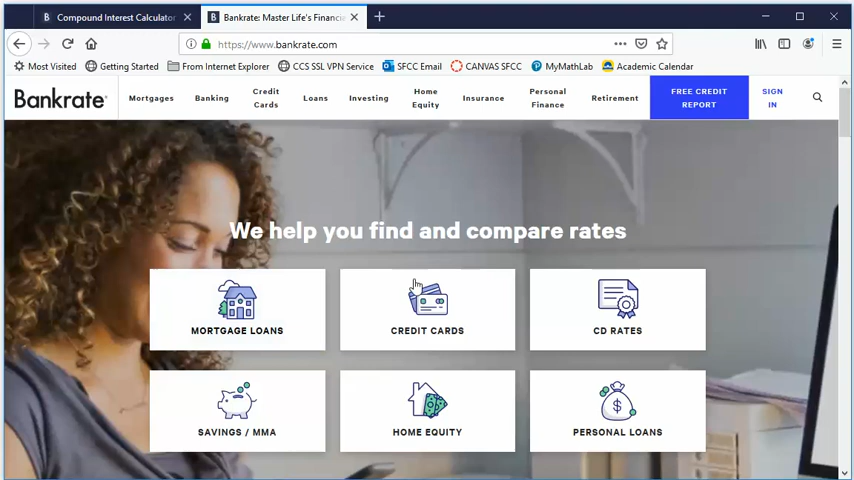 Compound Interest Calculator
Bankrate: Master Life's Financia
https://www.bankrate.com
Most Visited
Getting Started
From Internet Explorer
CCS SSL VPN Service
SFCC Email
CANVAS SFCC
MyMathLab
Academic Calendar
Bankrate
Mortgages
Banking
Credit
Cards
Loans
Investing
Home
Equity
Insurance
Personal
Finance
Retirement
FREE CREDIT
REPORT
SIGN
IN
We help you find and compare rates
MORTGAGE LOANS
CREDIT CARDS
CD RATES
SAVINGS / MMA
HOME EQUITY
PERSONAL LOANS